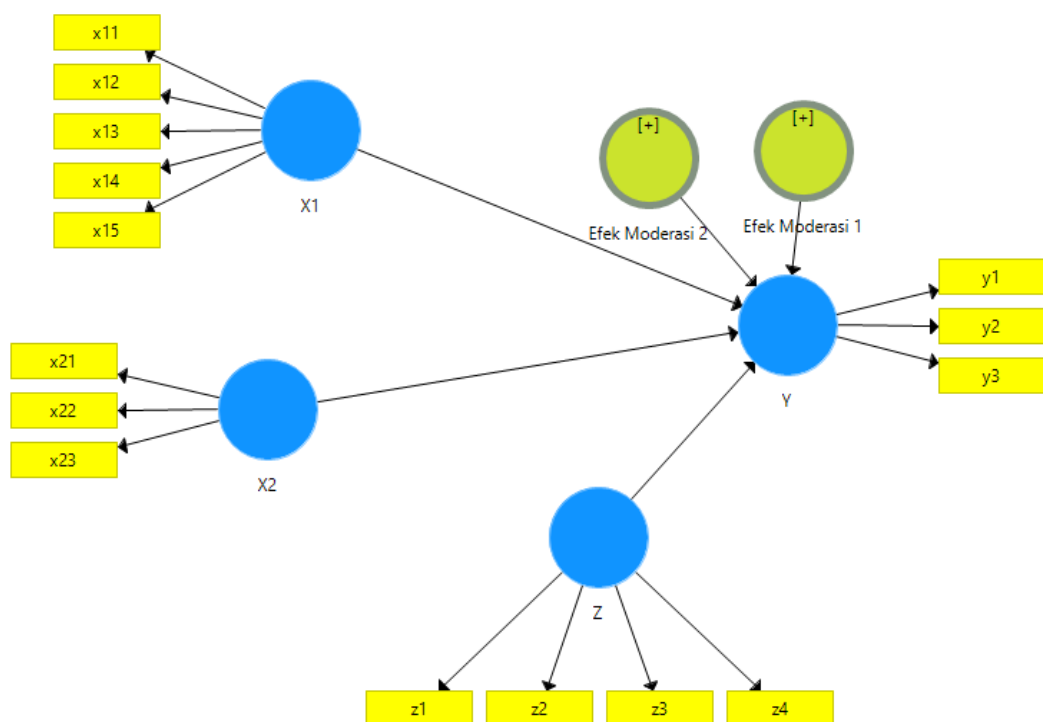 x11
x12
x13
x14
x15
X1
[+]
Efek Moderasi 2
[+]
Efek Moderasi 1
y1
y2
y3
Y
x21
x22
x23
X2
Z
z1
z2
z3
z4